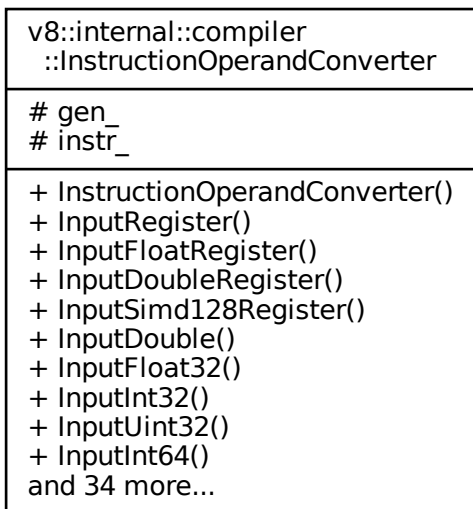 v8::internal::compiler
::InstructionOperandConverter
# gen_
# instr_
+ InstructionOperandConverter()
+ InputRegister()
+ InputFloatRegister()
+ InputDoubleRegister()
+ InputSimd128Register()
+ InputDouble()
+ InputFloat32()
+ InputInt32()
+ InputUint32()
+ InputInt64()
and 34 more...